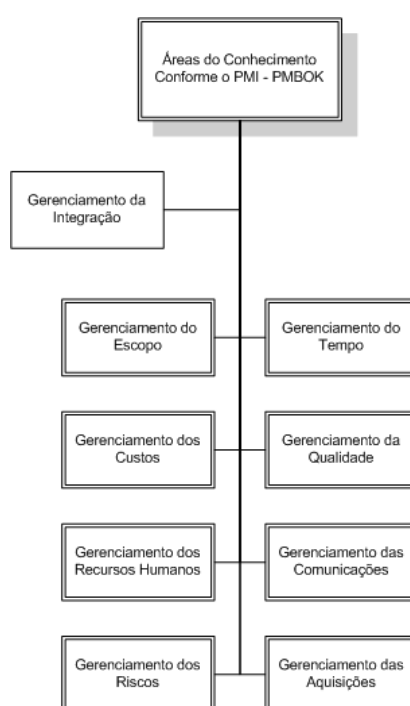 Áreas do Conhecimento
Conforme o PMI - PMBOK
Gerenciamento da
Integração
Gerenciamento do
Escopo
Gerenciamento do
Tempo
Gerenciamento dos
Custos
Gerenciamento da
Qualidade
Gerenciamento dos
Recursos Humanos
Gerenciamento das
Comunicações
Gerenciamento dos
Riscos
Gerenciamento das
Aquisições